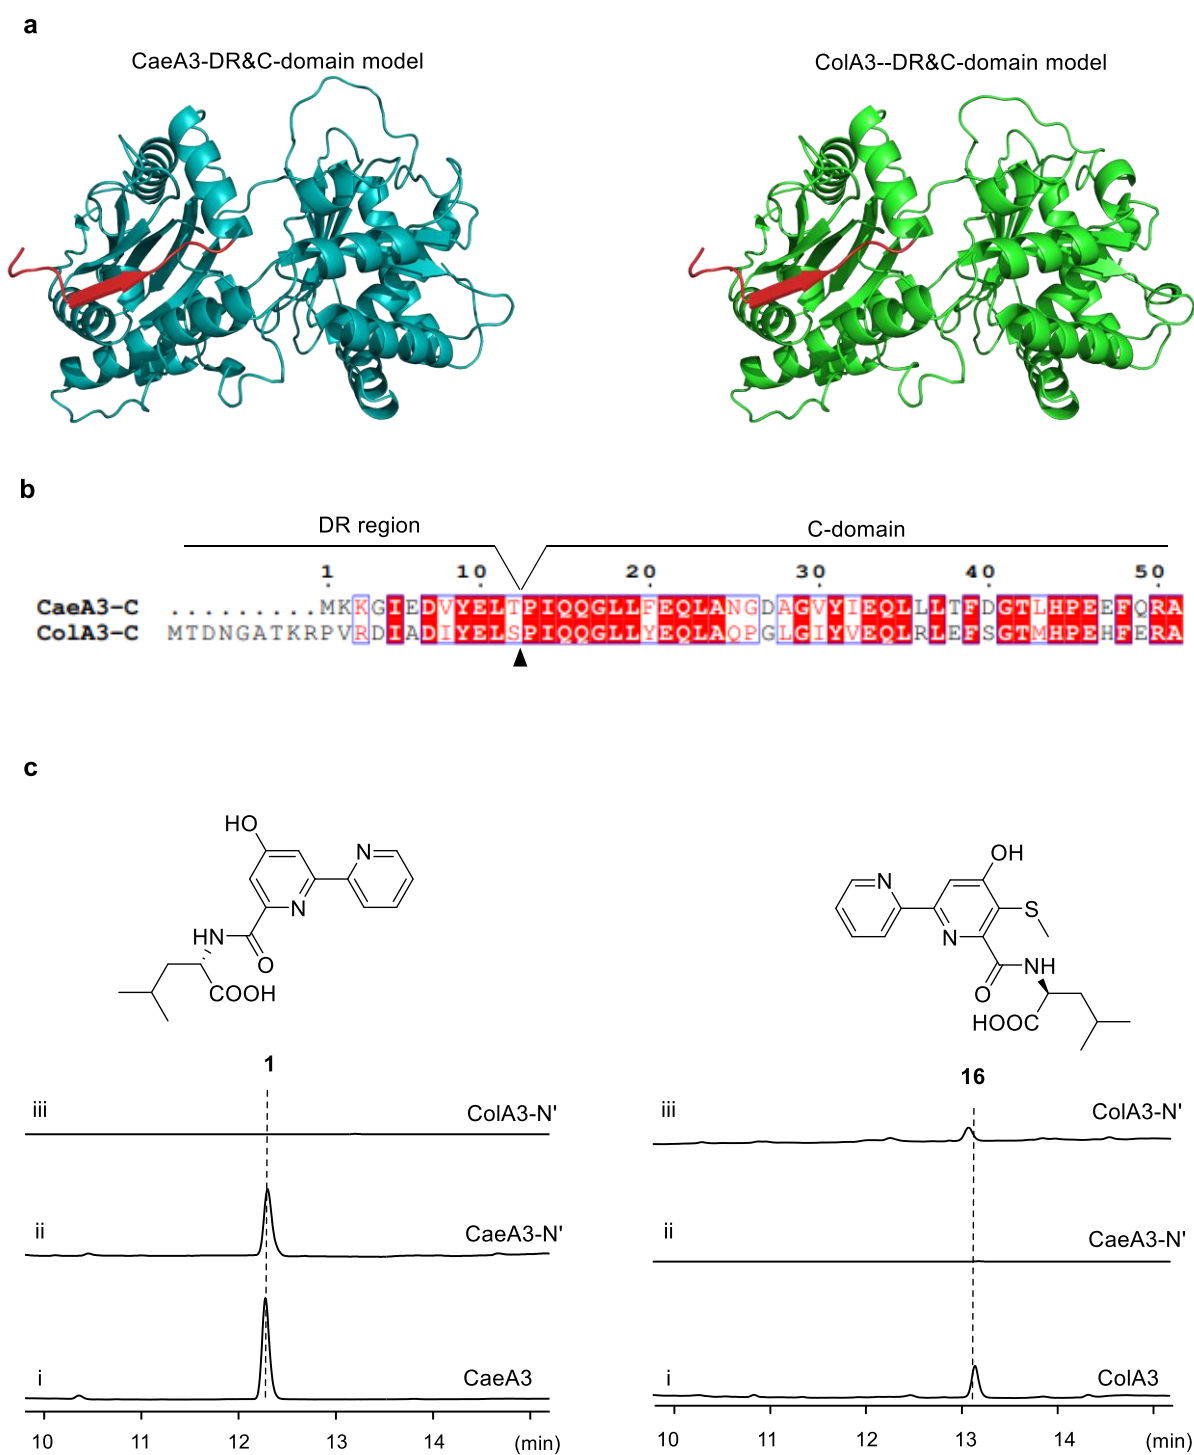 a
CaeA3-DR&C-domain model
ColA3--DR&C-domain model
b
DR region
C-domain
1 10 20 30 40 50
CaeA3-C .........MKKGIEDVYELTPIQQGLLFEQLANGDAGVYIEQLLLTFDGTLHPEEFQRA
ColA3-C MTDNGATKRPVRDIADIYELSPIQQGLLYEQLAQPGLGIYVEQLRLEFSGTMHPEHFERA
c
HO
N
N
HN
O
COOH
1
iii ColA3-N'
ii CaeA3-N'
i CaeA3
10 11 12 13 14 (min)
OH
N
S
N
NH
O
HOOC
16
iii ColA3-N'
ii CaeA3-N'
i ColA3
10 11 12 13 14 (min)